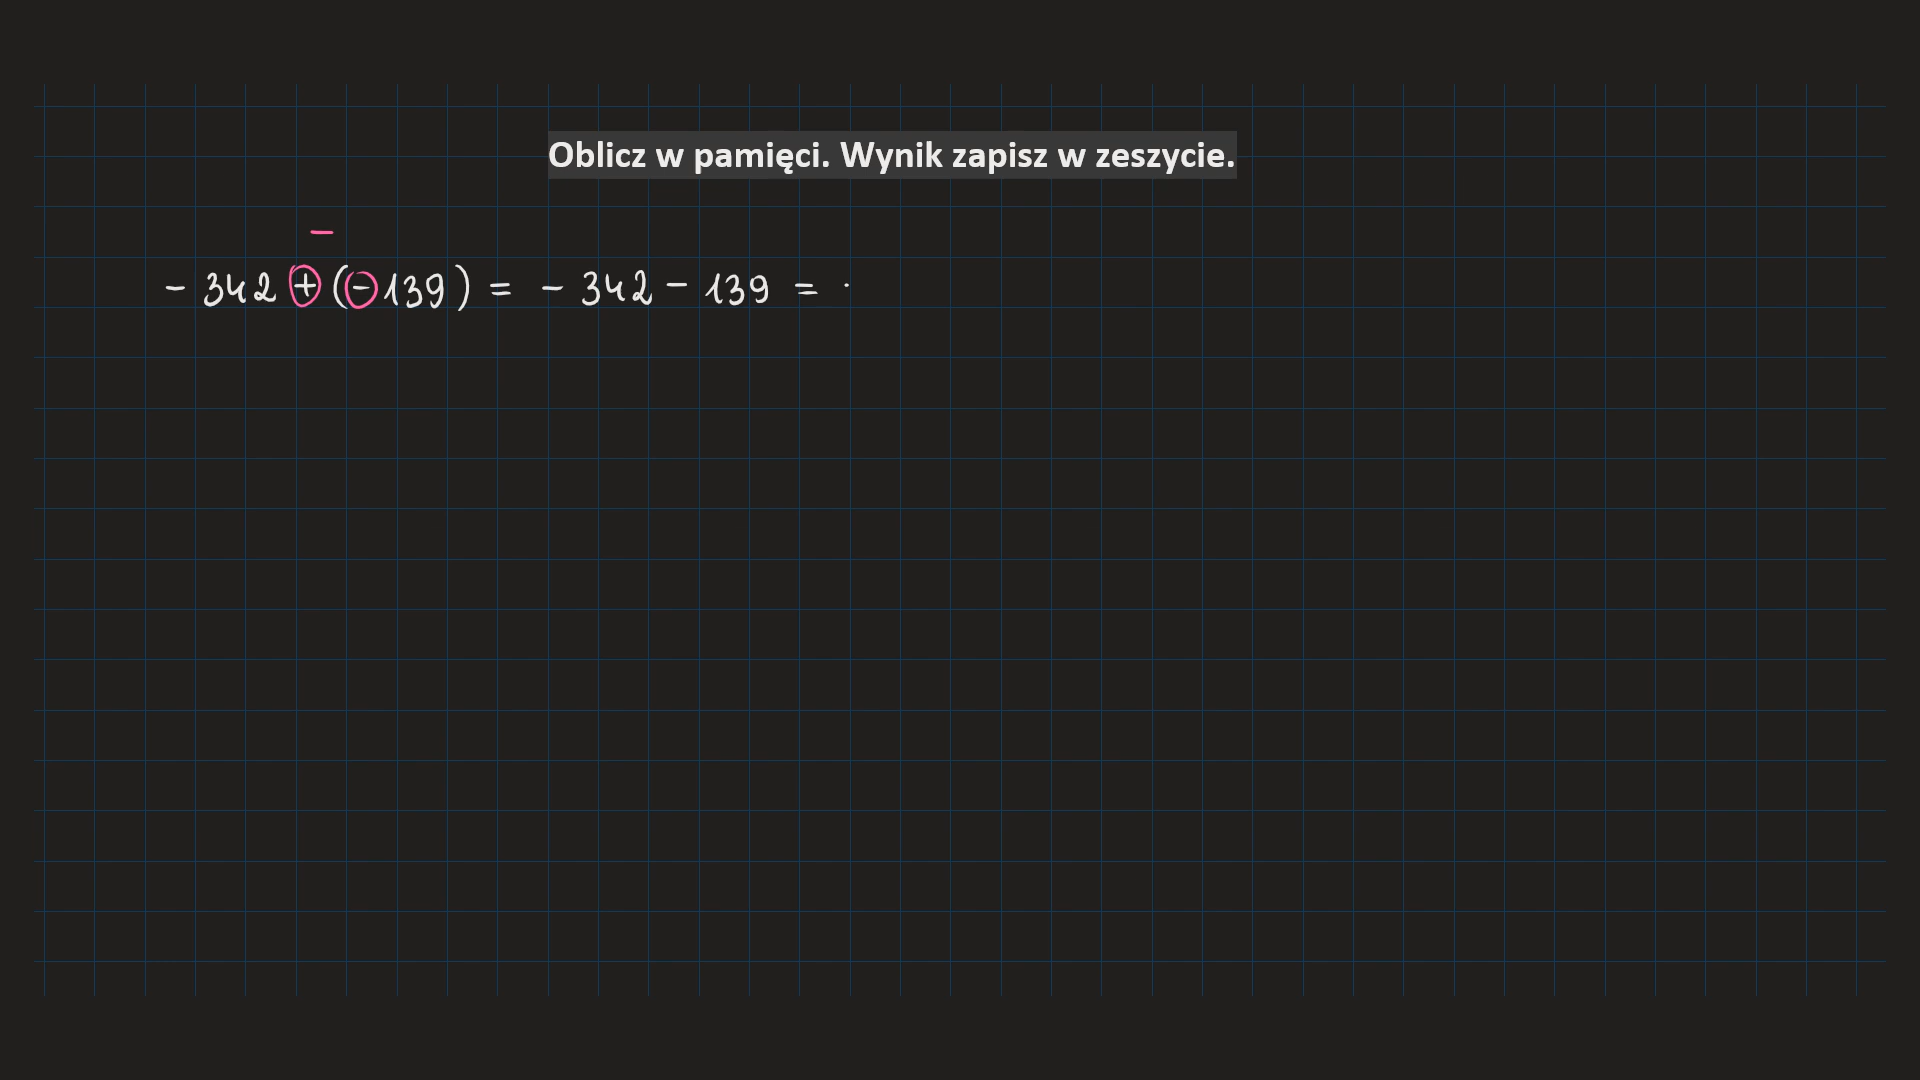 Oblicz w pamięci. Wynik zapisz w zeszycie.
−
- 342 + (-139) = - 342 - 139 =